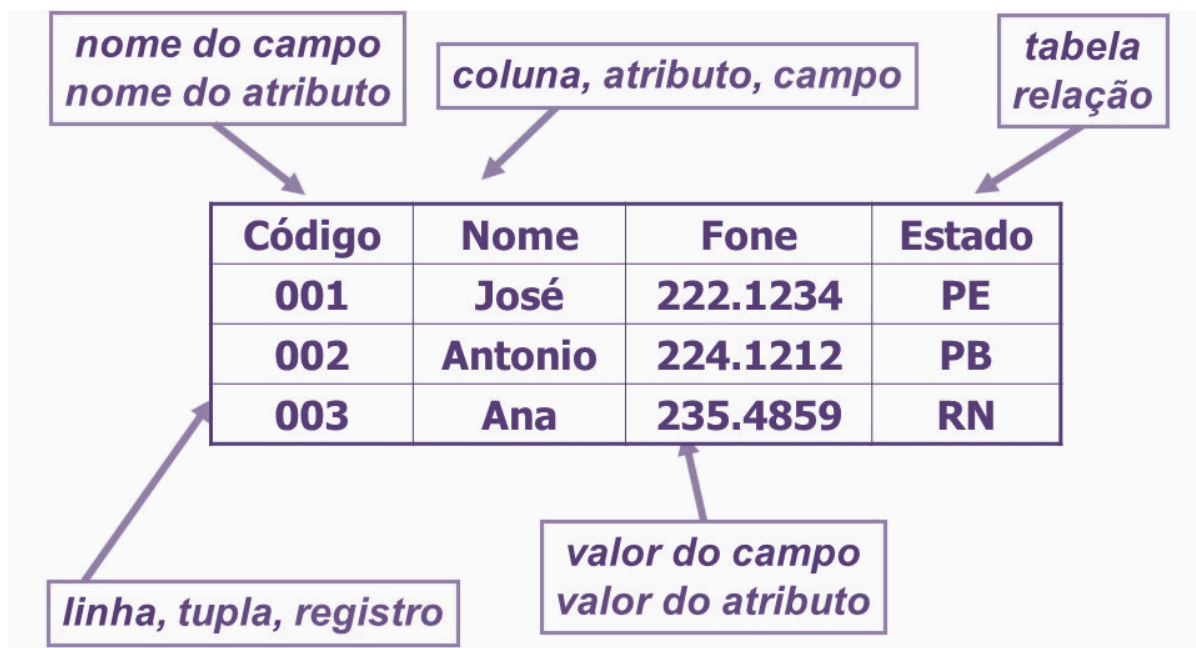 nome do campo
nome do atributo
coluna, atributo, campo
tabela
relação
Código Nome Fone Estado
001 José 222.1234 PE
002 Antonio 224.1212 PB
003 Ana 235.4859 RN
linha, tupla, registro
valor do campo
valor do atributo